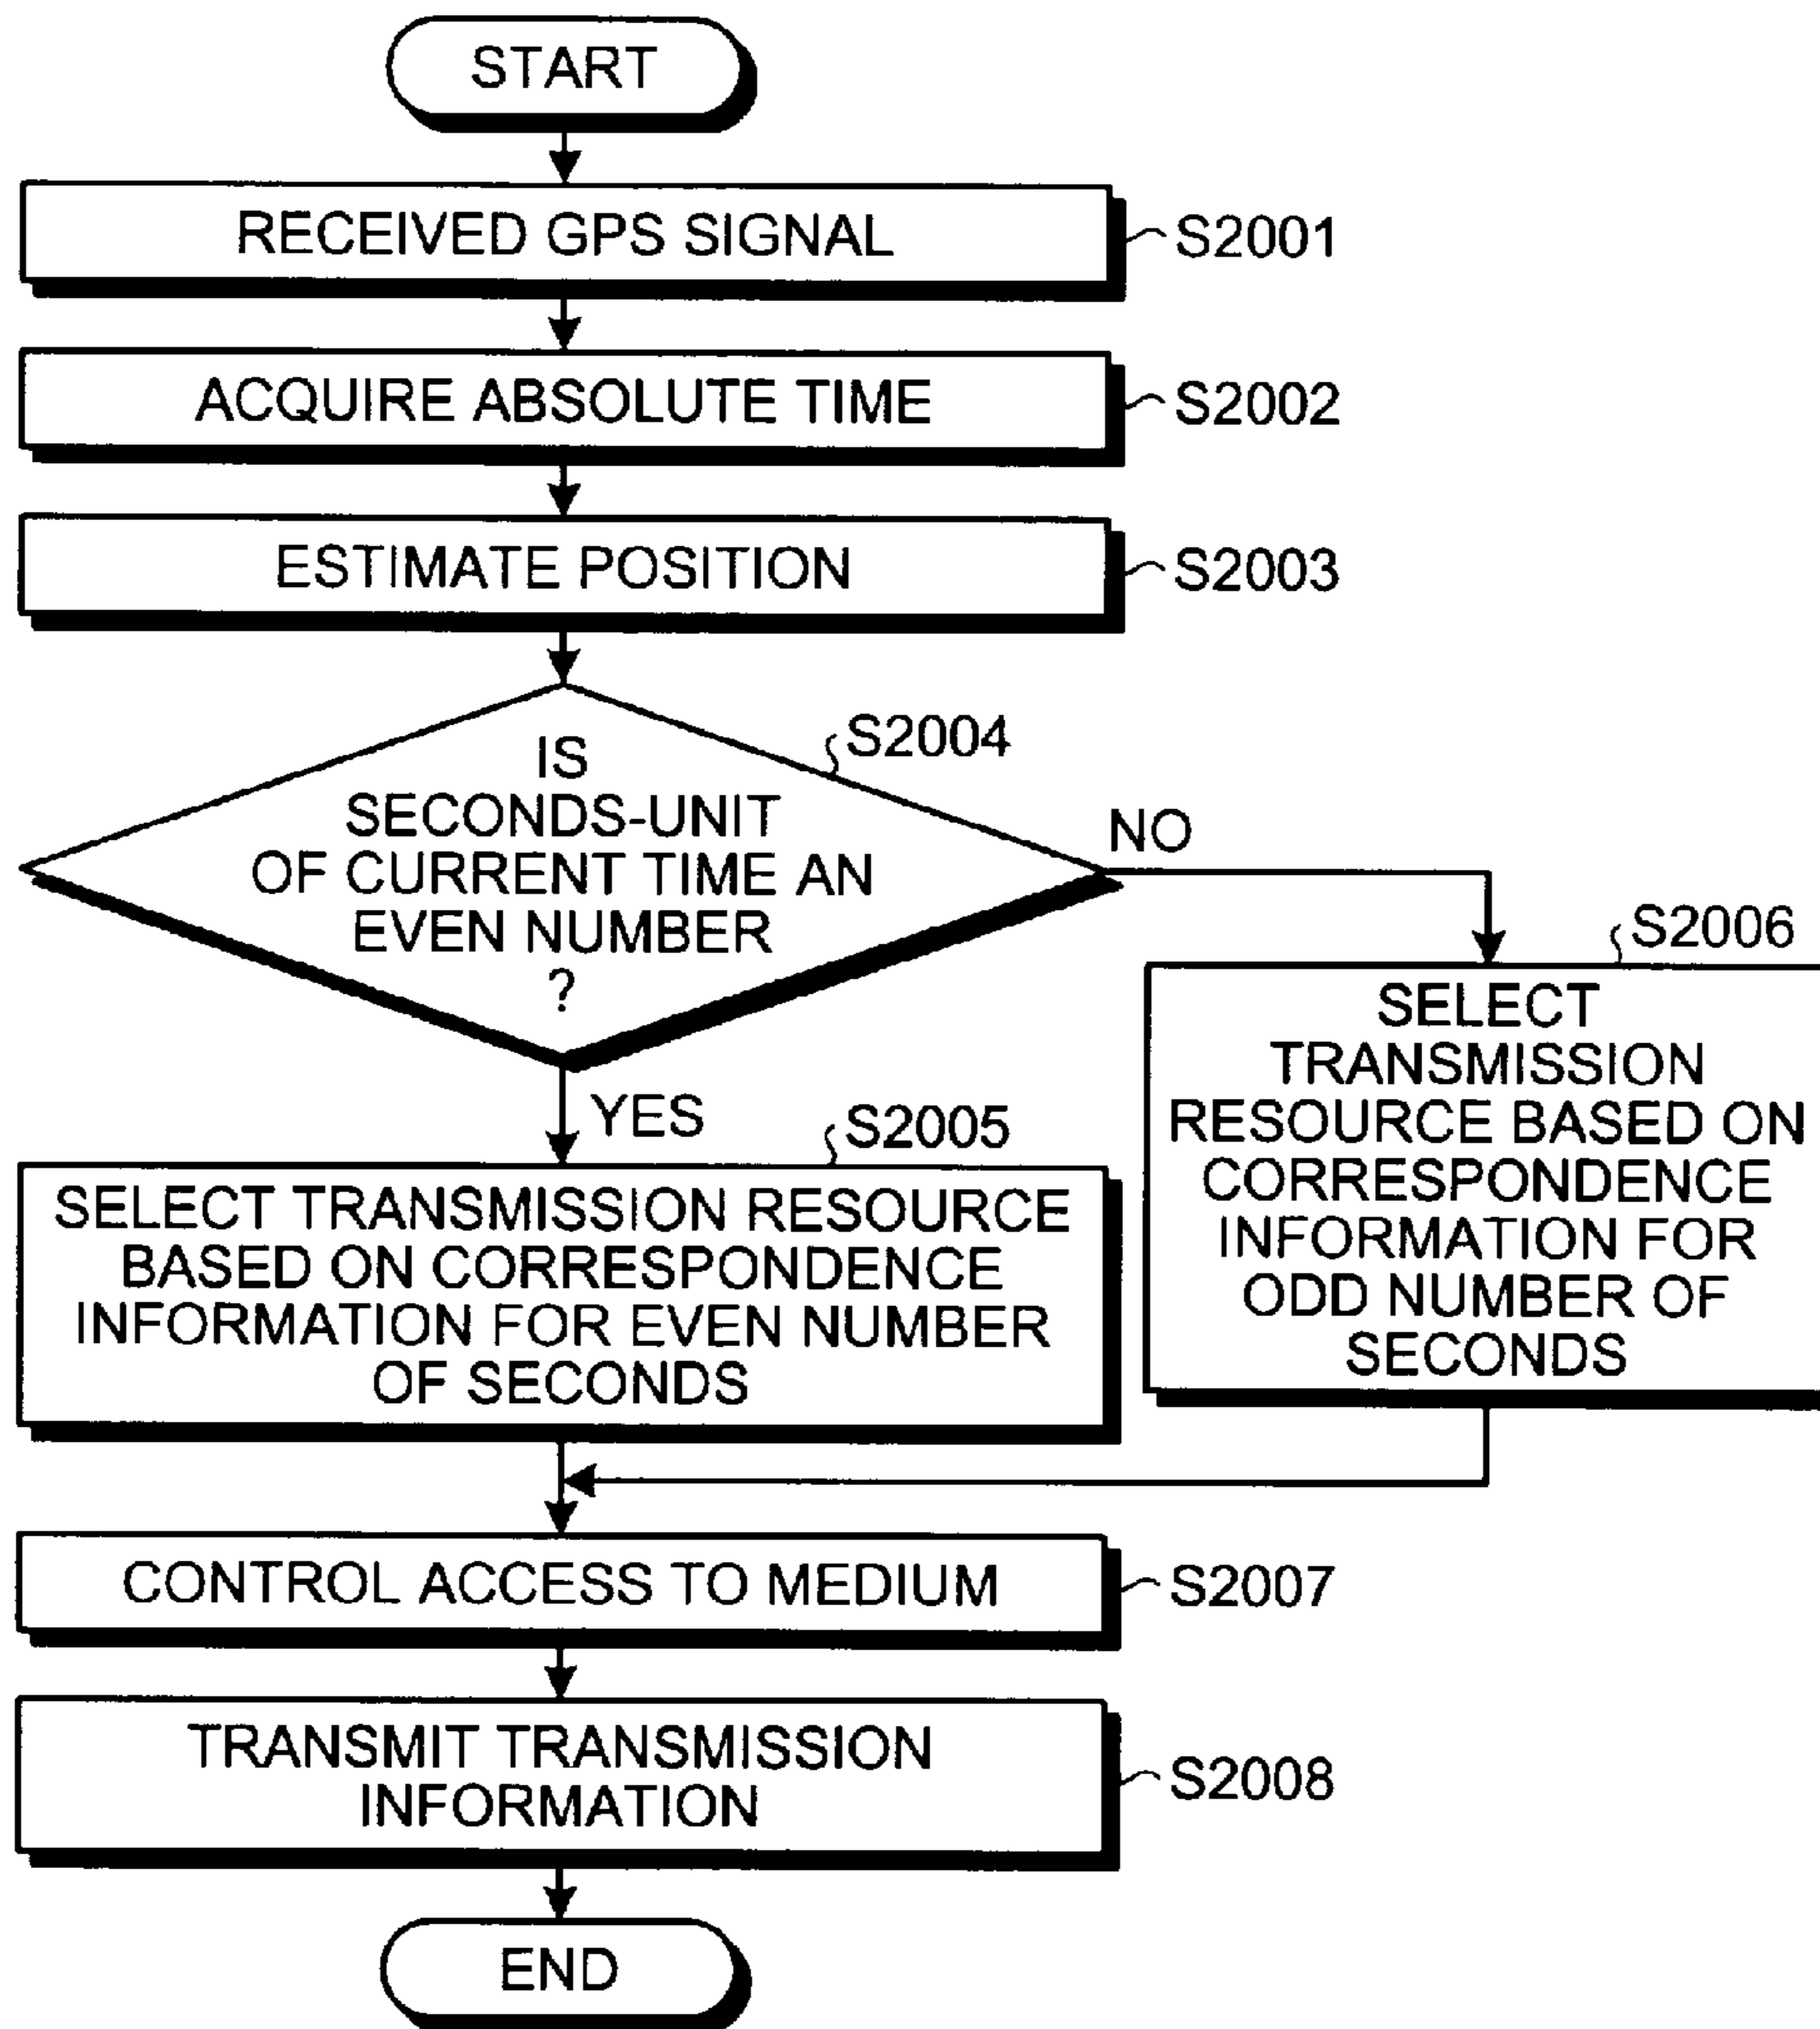 START
RECEIVED GPS SIGNAL
S2001
ACQUIRE ABSOLUTE TIME
S2002
ESTIMATE POSITION
S2003
S2004
IS
SECONDS-UNIT
OF CURRENT TIME AN
EVEN NUMBER
?
NO
YES
S2006
SELECT
TRANSMISSION
RESOURCE BASED ON
CORRESPONDENCE
INFORMATION FOR
ODD NUMBER OF
SECONDS
S2005
SELECT TRANSMISSION RESOURCE
BASED ON CORRESPONDENCE
INFORMATION FOR EVEN NUMBER
OF SECONDS
CONTROL ACCESS TO MEDIUM
S2007
TRANSMIT TRANSMISSION
INFORMATION
S2008
END